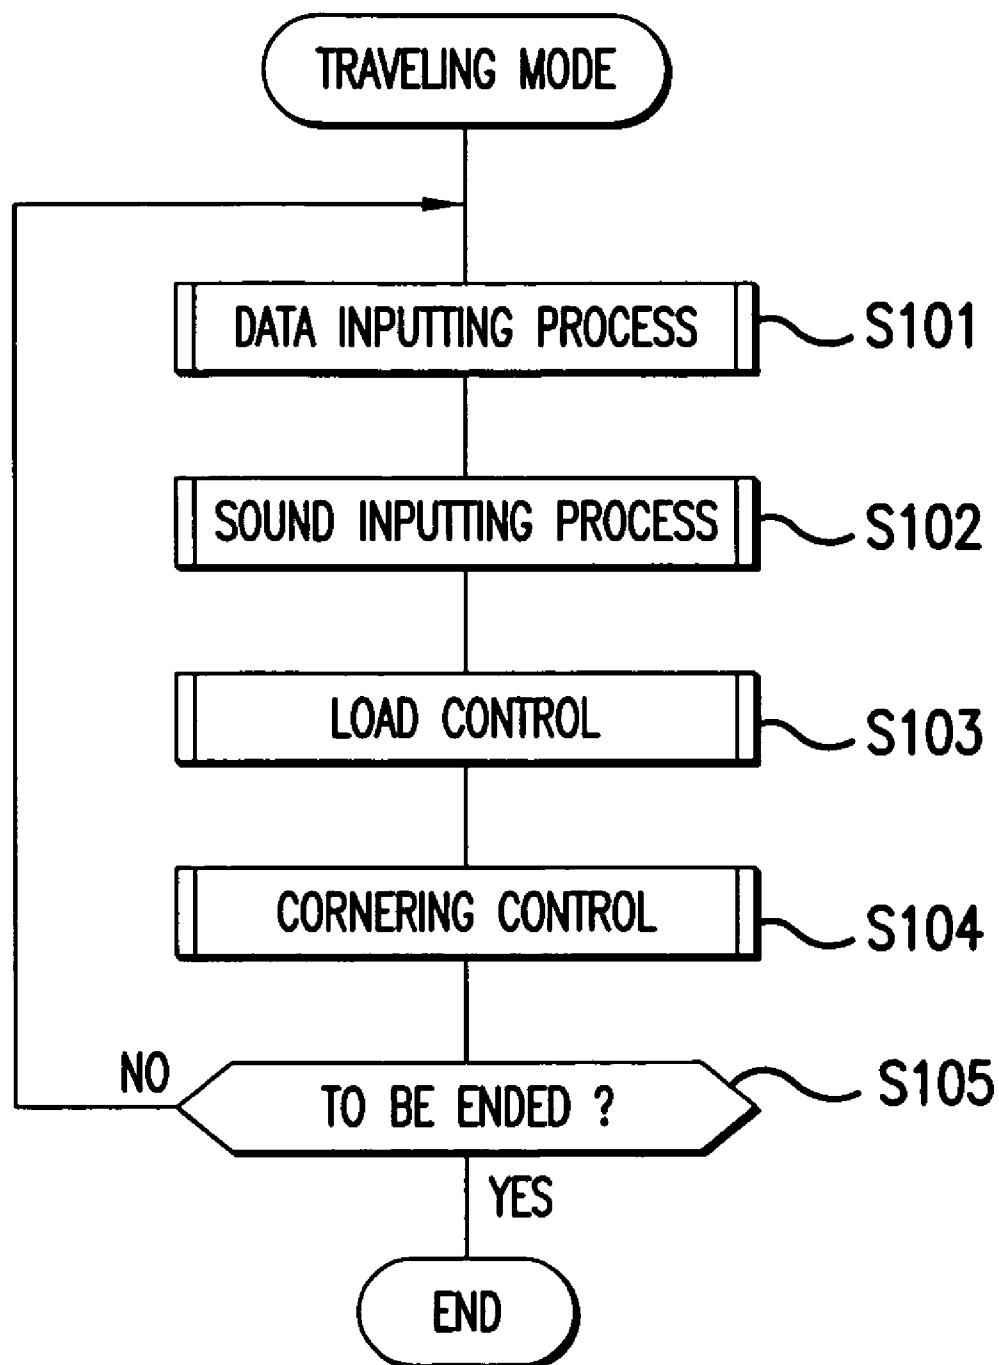 TRAVELING MODE
DATA INPUTTING PROCESS
S101
SOUND INPUTTING PROCESS
S102
LOAD CONTROL
S103
CORNERING CONTROL
S104
NO
TO BE ENDED ?
S105
YES
END